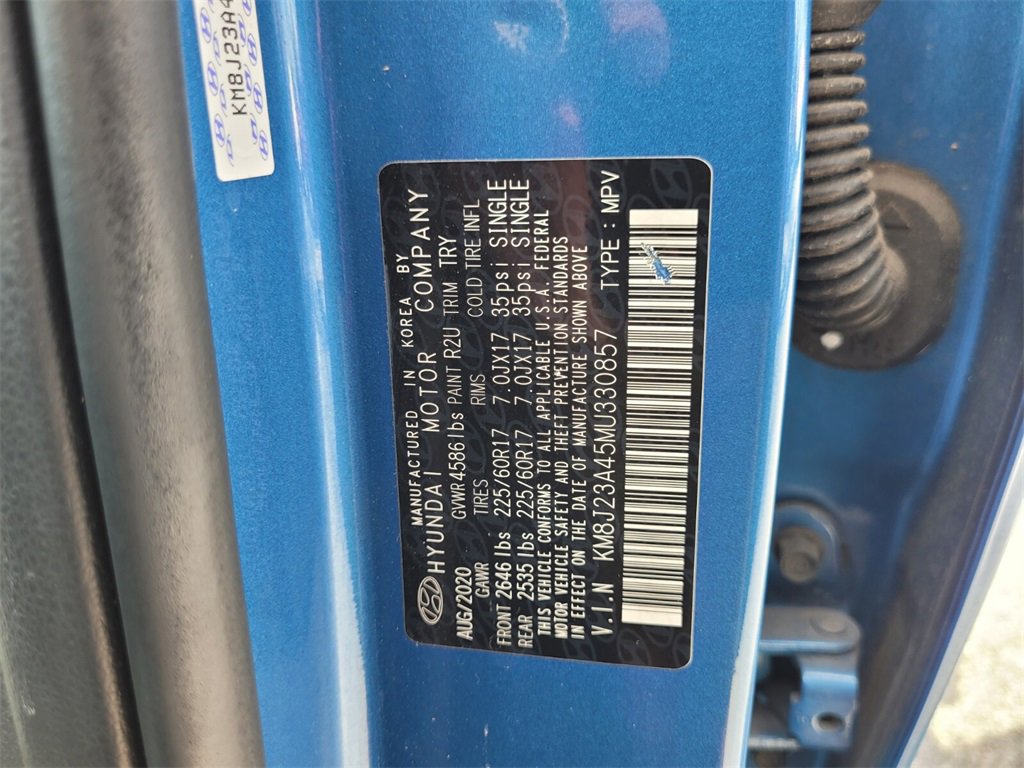 KM8J23A4
MANUFACTURED IN KOREA BY
HYUNDAI MOTOR COMPANY
AUG/2020 GVWR 4586 lbs PAINT R2U TRIM TRY
GAWR TIRES RIMS COLD TIRE INFL
FRONT 2646 lbs 225/60R17 7.0JX17 35psi SINGLE
REAR 2535 lbs 225/60R17 7.0JX17 35psi SINGLE
THIS VEHICLE CONFORMS TO ALL APPLICABLE U.S.A. FEDERAL
MOTOR VEHICLE SAFETY AND THEFT PREVENTION STANDARDS
IN EFFECT ON THE DATE OF MANUFACTURE SHOWN ABOVE
V.I.N KM8J23A45MU330857 TYPE : MPV